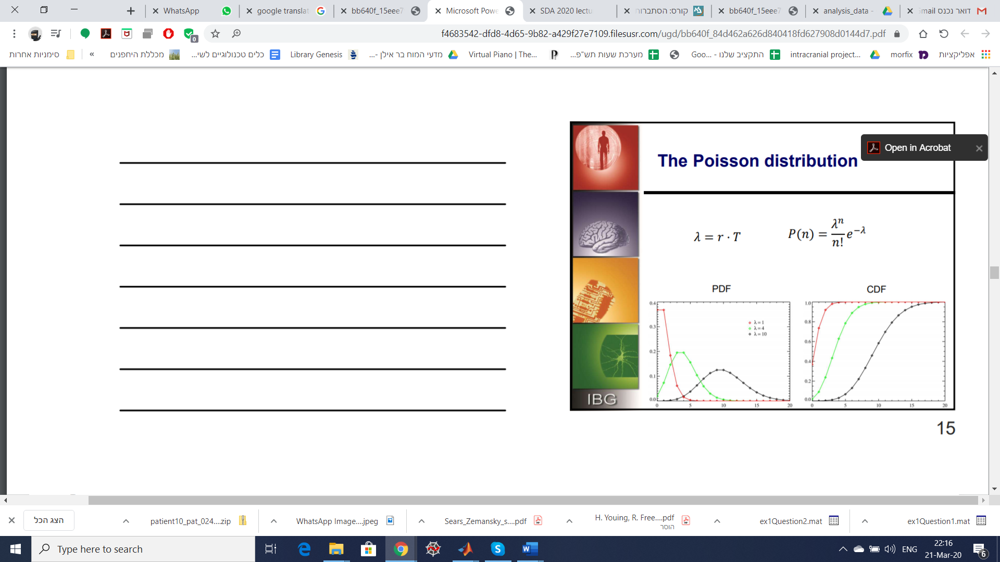 WhatsApp
google translat
bb640f_15eee7
Microsoft Powe
SDA 2020 lectu
קורס: הסתברות
bb640f_15eee7
analysis_data -
דואר נכנס
f4683542-dfd8-4d65-9b82-a429f27e7109.filesusr.com/ugd/bb640f_84d462a626d840418fd627908d0144d7.pdf
0
אפליקציות
morfix
intracranial project...
התקציב שלנו - Goo...
מערכת שעות תש"פ...
Virtual Piano | The...
מדעי המוח בר אילן -...
Library Genesis
כלים טכנולוגיים לשי...
מכללת היחפנים
«
סימניות אחרות
Open in Acrobat
The Poisson distribution
λ = r · T
P(n) = λⁿ/n! e^−λ
PDF
CDF
0.4
0.3
0.2
0.1
0.0
0 5 10 15 20
λ = 1
λ = 4
λ = 10
1.0
0.8
0.6
0.4
0.2
0.0
0 5 10 15 20
IBG
15
הצג הכל
patient10_pat_024....zip
WhatsApp Image....jpeg
Sears_Zemansky_s....pdf
H. Youing, R. Free....pdf
הוסר
ex1Question2.mat
ex1Question1.mat
Type here to search
ENG
22:16
21-Mar-20
6